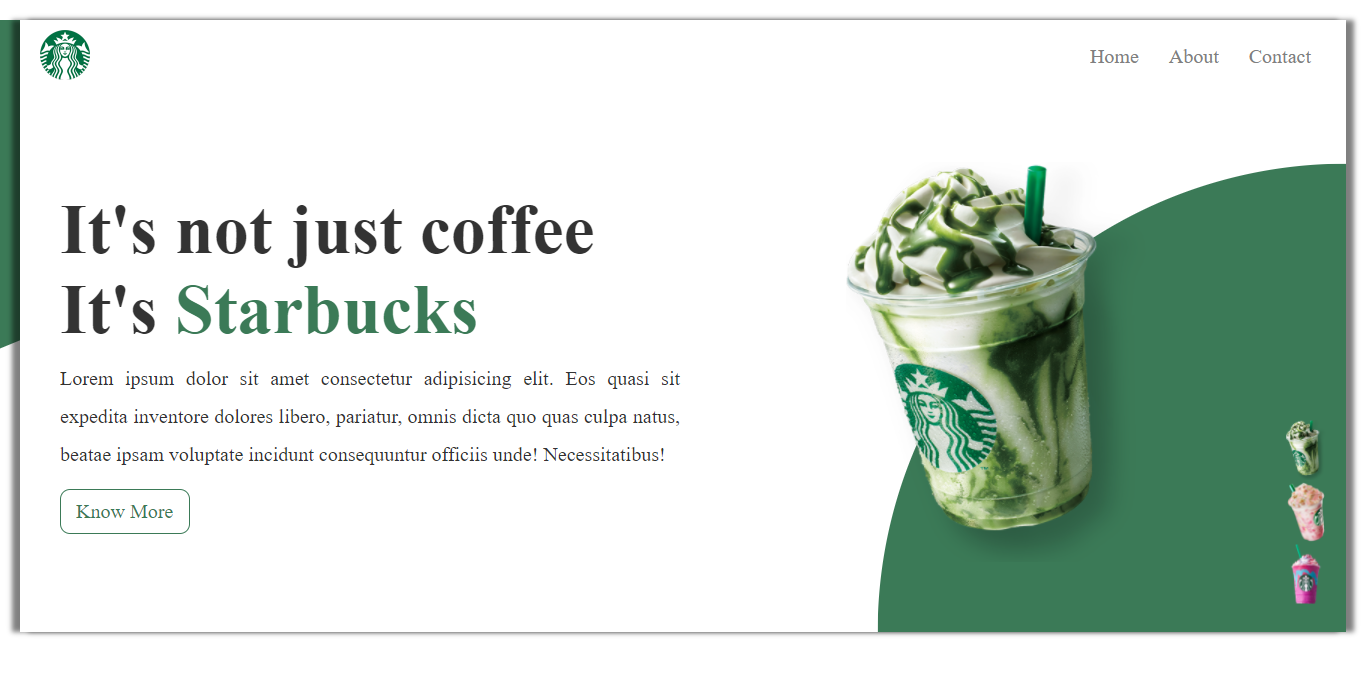 Home About Contact
It's not just coffee
It's Starbucks
Lorem ipsum dolor sit amet consectetur adipisicing elit. Eos quasi sit
expedita inventore dolores libero, pariatur, omnis dicta quo quas culpa natus,
beatae ipsam voluptate incidunt consequuntur officiis unde! Necessitatibus!
Know More